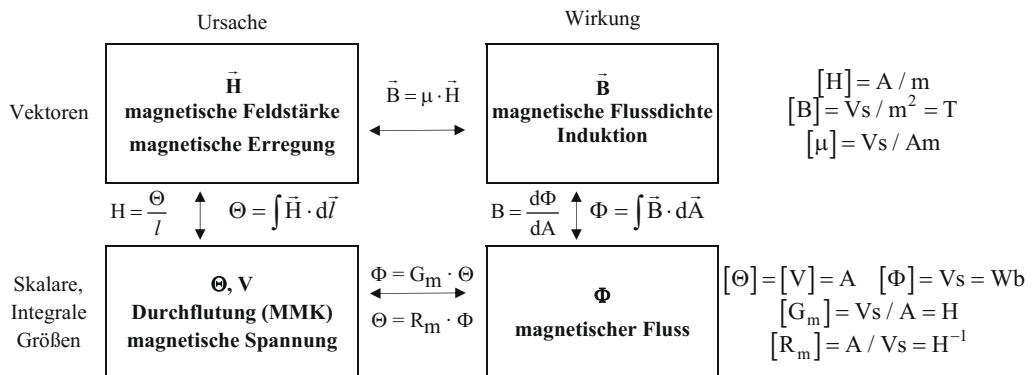 Ursache
Wirkung
Vektoren
H⃗
magnetische Feldstärke
magnetische Erregung
B⃗ = μ · H⃗
B⃗
magnetische Flussdichte
Induktion
[H] = A / m
[B] = Vs / m² = T
[μ] = Vs / Am
H = Θ/l
Θ = ∫ H⃗ · dl⃗
B = dΦ/dA
Φ = ∫ B⃗ · dA⃗
Skalare,
Integrale
Größen
Θ, V
Durchflutung (MMK)
magnetische Spannung
Φ = Gₘ · Θ
Θ = Rₘ · Φ
Φ
magnetischer Fluss
[Θ] = [V] = A [Φ] = Vs = Wb
[Gₘ] = Vs / A = H
[Rₘ] = A / Vs = H⁻¹